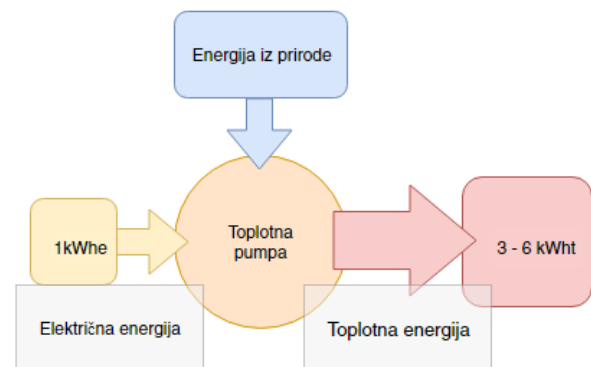 Energija iz prirode
1kWhe
Toplotna
pumpa
3 - 6 kWht
Električna energija
Toplotna energija